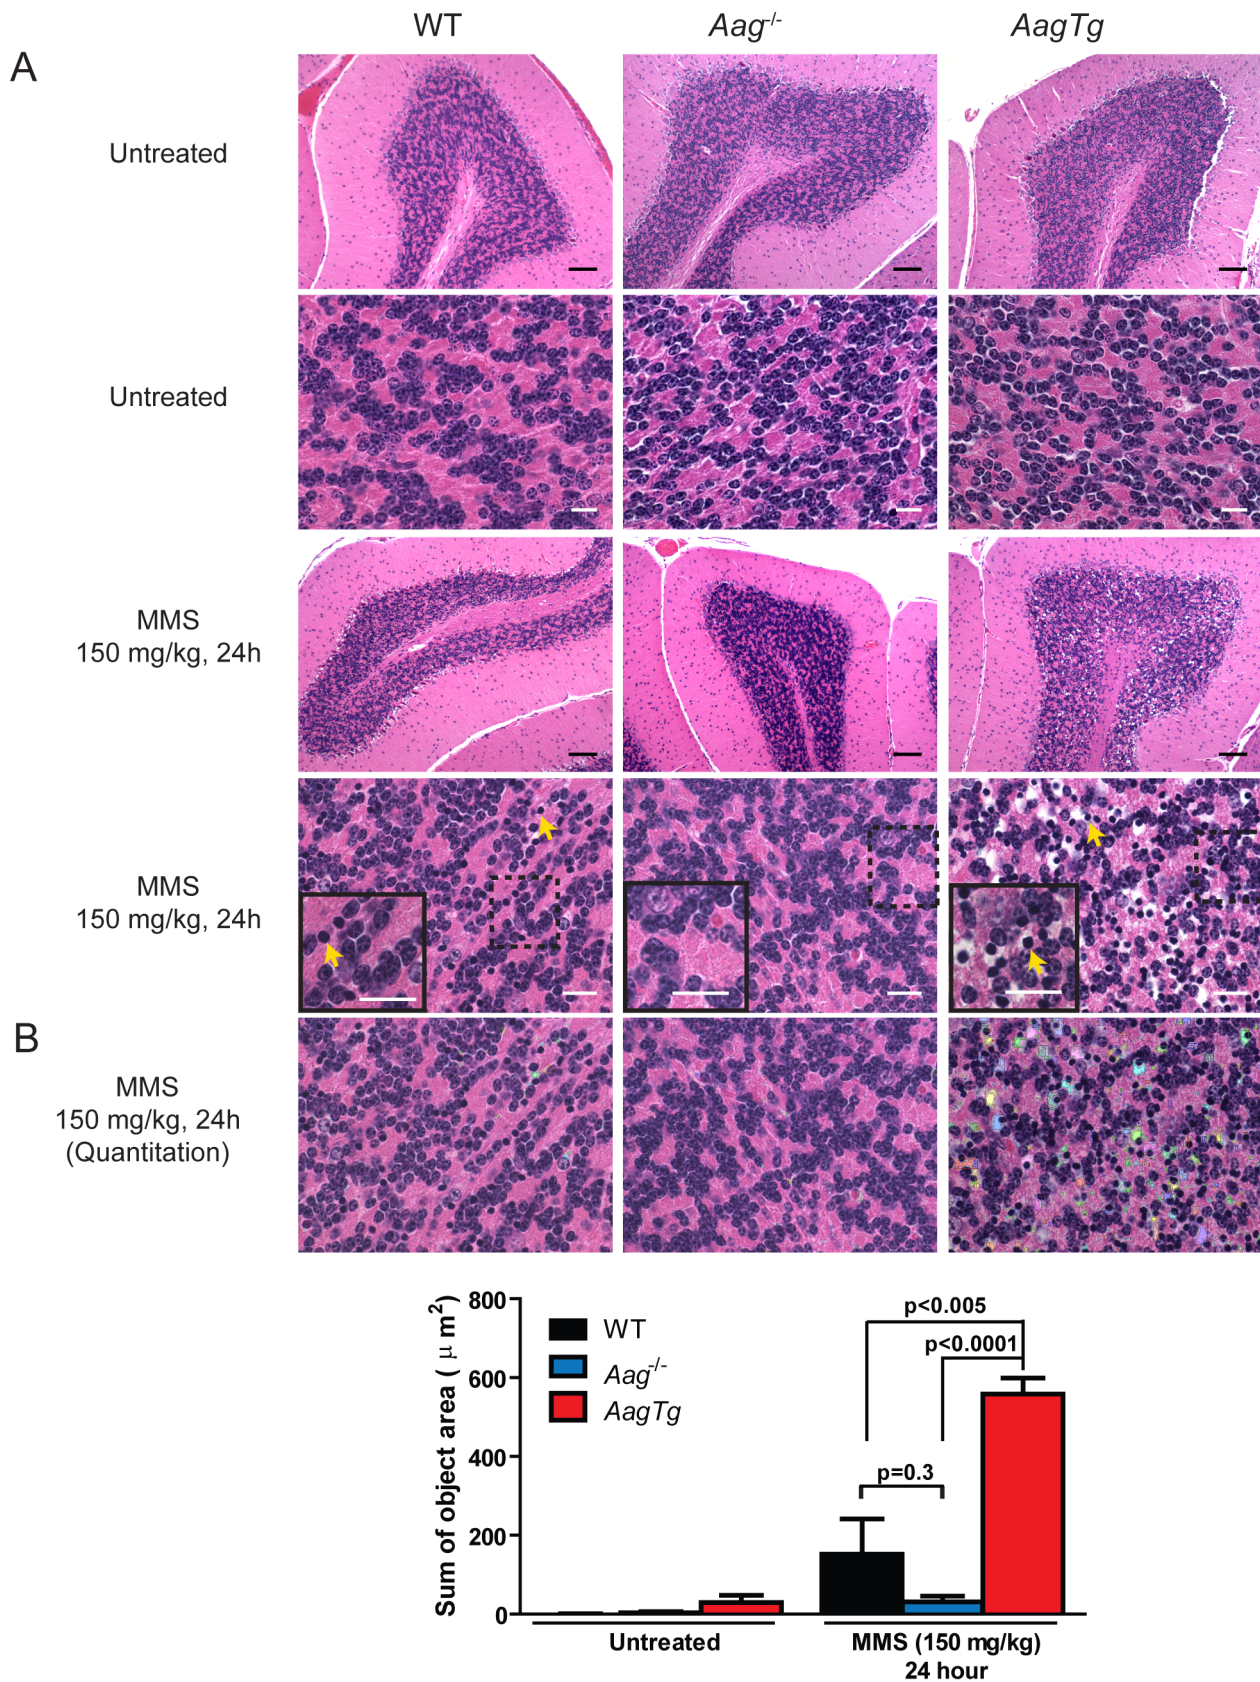 WT Aag-/- AagTg
A
Untreated
Untreated
MMS
150 mg/kg, 24h
MMS
150 mg/kg, 24h
B
MMS
150 mg/kg, 24h
(Quantitation)
Sum of object area ( μ m²)
800
600
400
200
0
WT
Aag-/-
AagTg
p<0.005
p<0.0001
p=0.3
Untreated
MMS (150 mg/kg)
24 hour